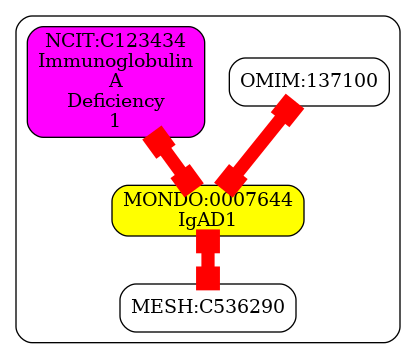 NCIT:C123434
Immunoglobulin
A
Deficiency
1
OMIM:137100
MONDO:0007644
IgAD1
MESH:C536290